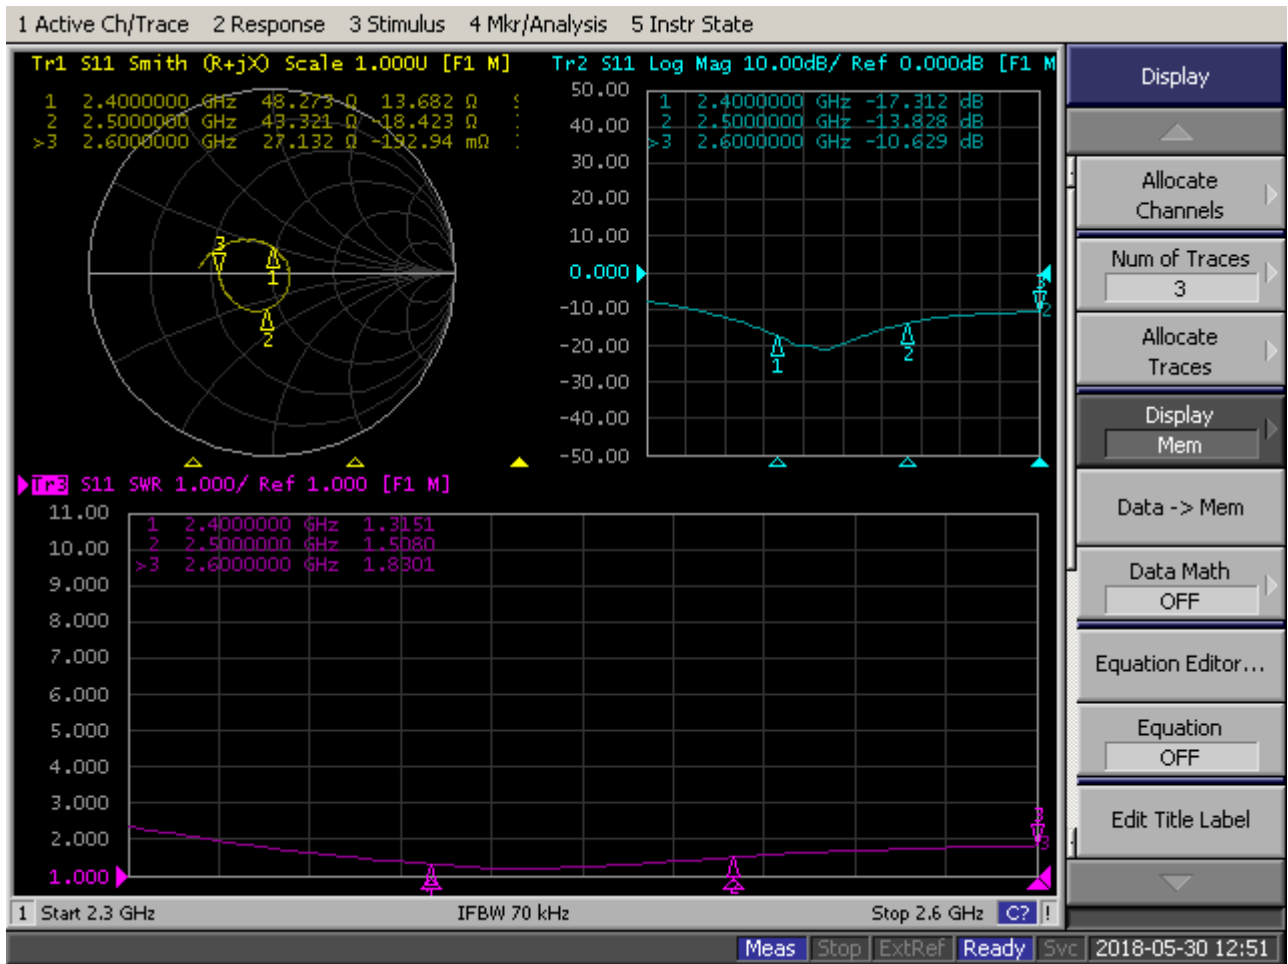 1 Active Ch/Trace 2 Response 3 Stimulus 4 Mkr/Analysis 5 Instr State
Tr1 S11 Smith (R+jX) Scale 1.000U [F1 M]
1 2.4000000 GHz 48.273 Ω 13.682 Ω
2 2.5000000 GHz 43.321 Ω -18.423 Ω
>3 2.6000000 GHz 27.132 Ω -192.94 mΩ
3
1
2
Tr2 S11 Log Mag 10.00dB/ Ref 0.000dB [F1 M
50.00
40.00
30.00
20.00
10.00
0.000
-10.00
-20.00
-30.00
-40.00
-50.00
1 2.4000000 GHz -17.312 dB
2 2.5000000 GHz -13.828 dB
>3 2.6000000 GHz -10.629 dB
3
2
1
2
Tr3 S11 SWR 1.000/ Ref 1.000 [F1 M]
11.00
10.00
9.000
8.000
7.000
6.000
5.000
4.000
3.000
2.000
1.000
1 2.4000000 GHz 1.3151
2 2.5000000 GHz 1.5080
>3 2.6000000 GHz 1.8301
3
3
1 Start 2.3 GHz IFBW 70 kHz Stop 2.6 GHz C? !
Display
Allocate
Channels
Num of Traces
3
Allocate
Traces
Display
Mem
Data -> Mem
Data Math
OFF
Equation Editor...
Equation
OFF
Edit Title Label
Meas Stop ExtRef Ready Svc 2018-05-30 12:51